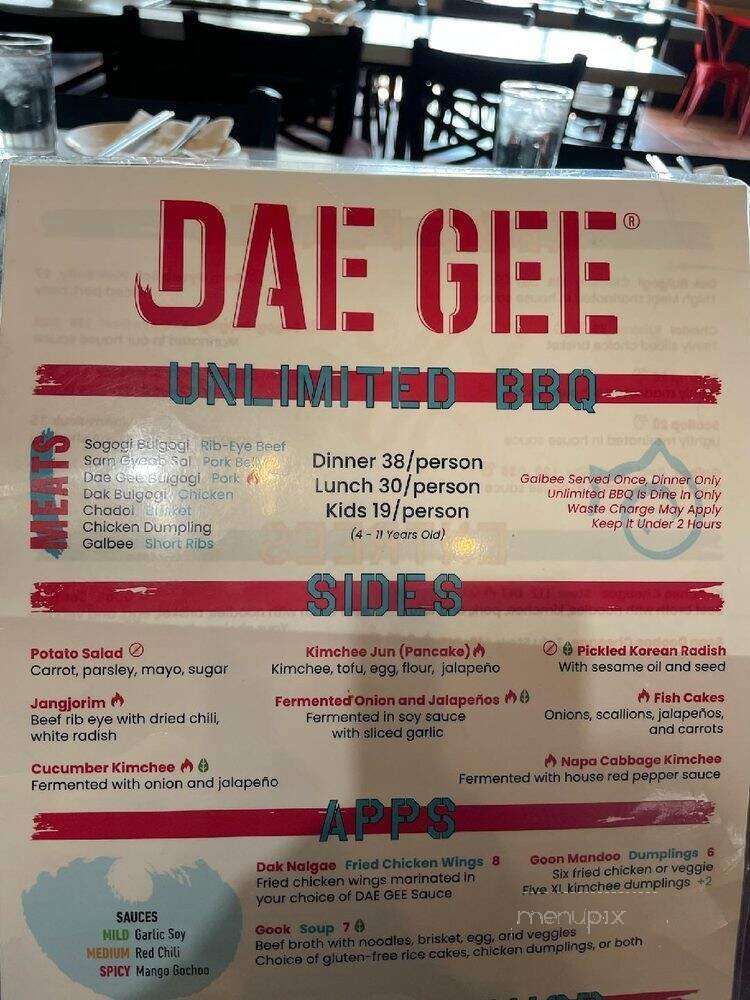 DAE GEE®
UNLIMITED BBQ
MEATS
Sogogi Bulgogi Rib-Eye Beef
Sam Gyeob Sal Pork Belly
Dae Gee Bulgogi Pork
Dak Bulgogi Chicken
Chadol Brisket
Chicken Dumpling
Galbee Short Ribs
Dinner 38/person
Lunch 30/person
Kids 19/person
(4 - 11 Years Old)
Galbee Served Once, Dinner Only
Unlimited BBQ Is Dine In Only
Waste Charge May Apply
Keep It Under 2 Hours
SIDES
Potato Salad
Carrot, parsley, mayo, sugar
Jangjorim
Beef rib eye with dried chili,
white radish
Cucumber Kimchee
Fermented with onion and jalapeño
Kimchee Jun (Pancake)
Kimchee, tofu, egg, flour, jalapeño
Fermented Onion and Jalapeños
Fermented in soy sauce
with sliced garlic
Pickled Korean Radish
With sesame oil and seed
Fish Cakes
Onions, scallions, jalapeños,
and carrots
Napa Cabbage Kimchee
Fermented with house red pepper sauce
APPS
SAUCES
MILD Garlic Soy
MEDIUM Red Chili
SPICY Mango Gochoo
Dak Nalgae Fried Chicken Wings 8
Fried chicken wings marinated in
your choice of DAE GEE Sauce
Goon Mandoo Dumplings 6
Six fried chicken or veggie
Five XL kimchee dumplings +2
Gook Soup 7
Beef broth with noodles, brisket, egg, and veggies
Choice of gluten-free rice cakes, chicken dumplings, or both
menupix